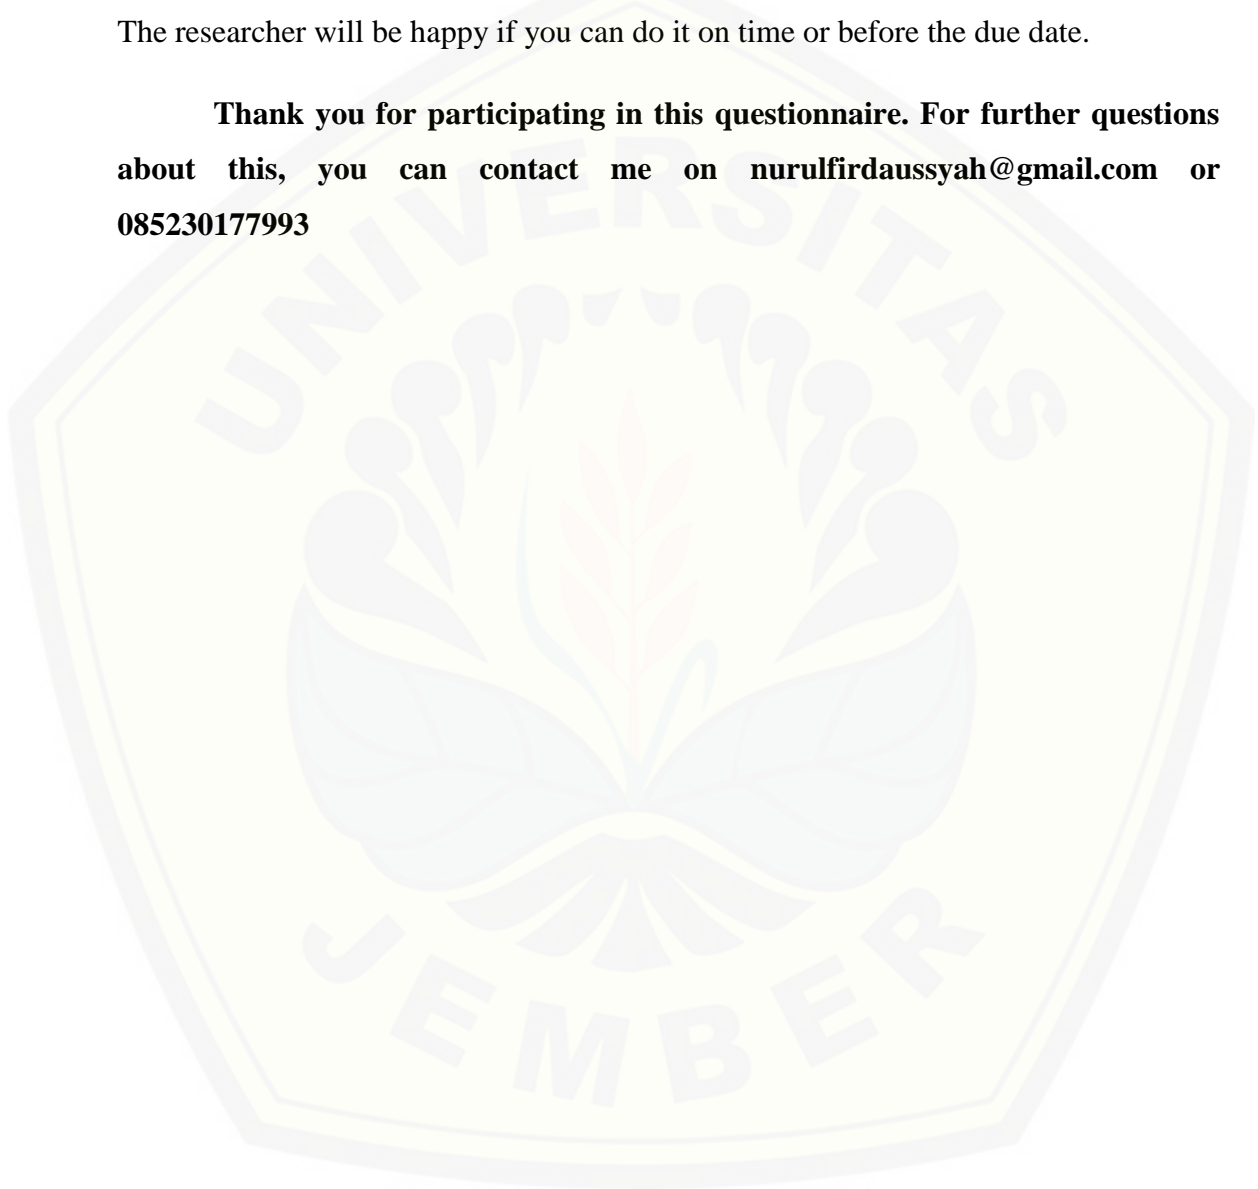 The researcher will be happy if you can do it on time or before the due date.
Thank you for participating in this questionnaire. For further questions
about this, you can contact me on nurulfirdaussyah@gmail.com or
085230177993
UNIVERSITAS
JEMBER